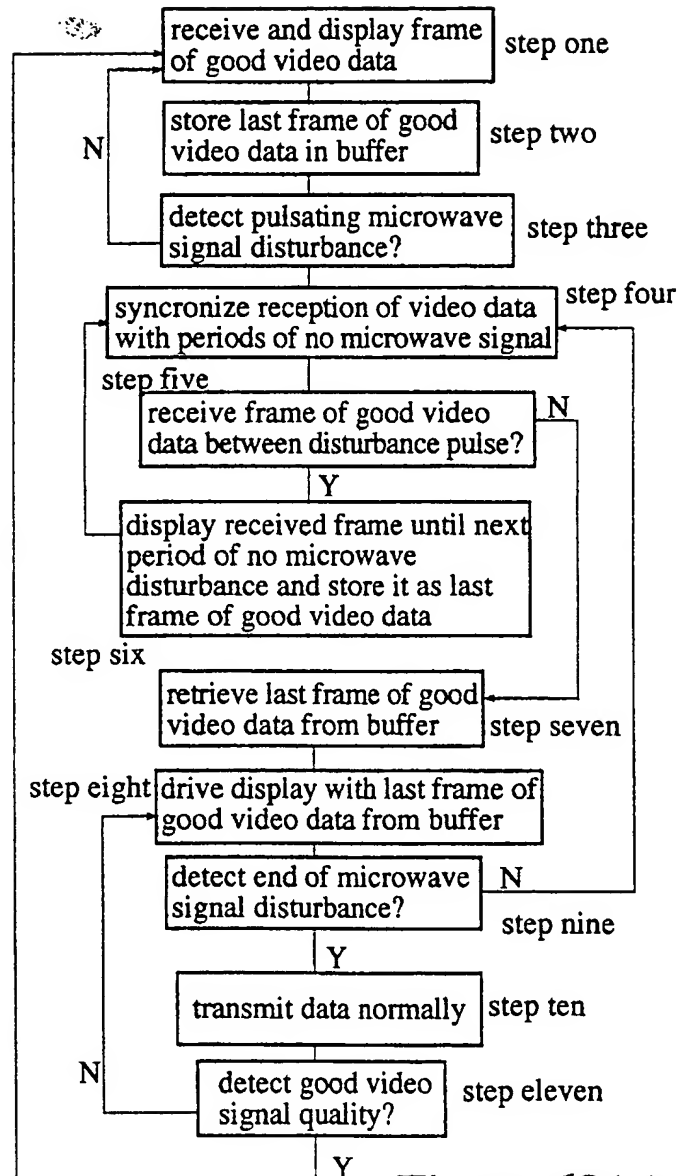 receive and display frame
of good video data
step one
N
store last frame of good
video data in buffer
step two
detect pulsating microwave
signal disturbance?
step three
step four
syncronize reception of video data
with periods of no microwave signal
step five
receive frame of good video
data between disturbance pulse?
N
Y
display received frame until next
period of no microwave
disturbance and store it as last
frame of good video data
step six
retrieve last frame of good
video data from buffer
step seven
step eight
drive display with last frame of
good video data from buffer
detect end of microwave
signal disturbance?
N
step nine
Y
transmit data normally
step ten
N
detect good video
signal quality?
step eleven
Y